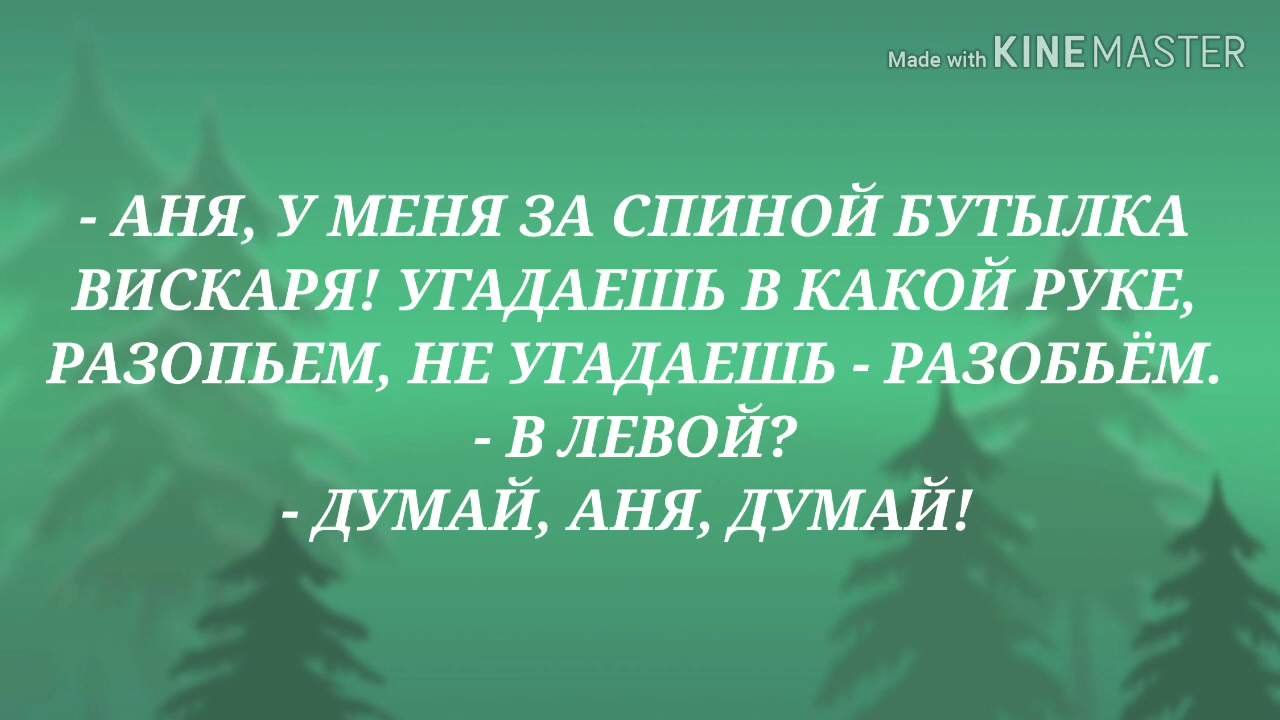 Made with KINEMASTER
- АНЯ, У МЕНЯ ЗА СПИНОЙ БУТЫЛКА
ВИСКАРЯ! УГАДАЕШЬ В КАКОЙ РУКЕ,
РАЗОПЬЕМ, НЕ УГАДАЕШЬ - РАЗОБЬЁМ.
- В ЛЕВОЙ?
- ДУМАЙ, АНЯ, ДУМАЙ!